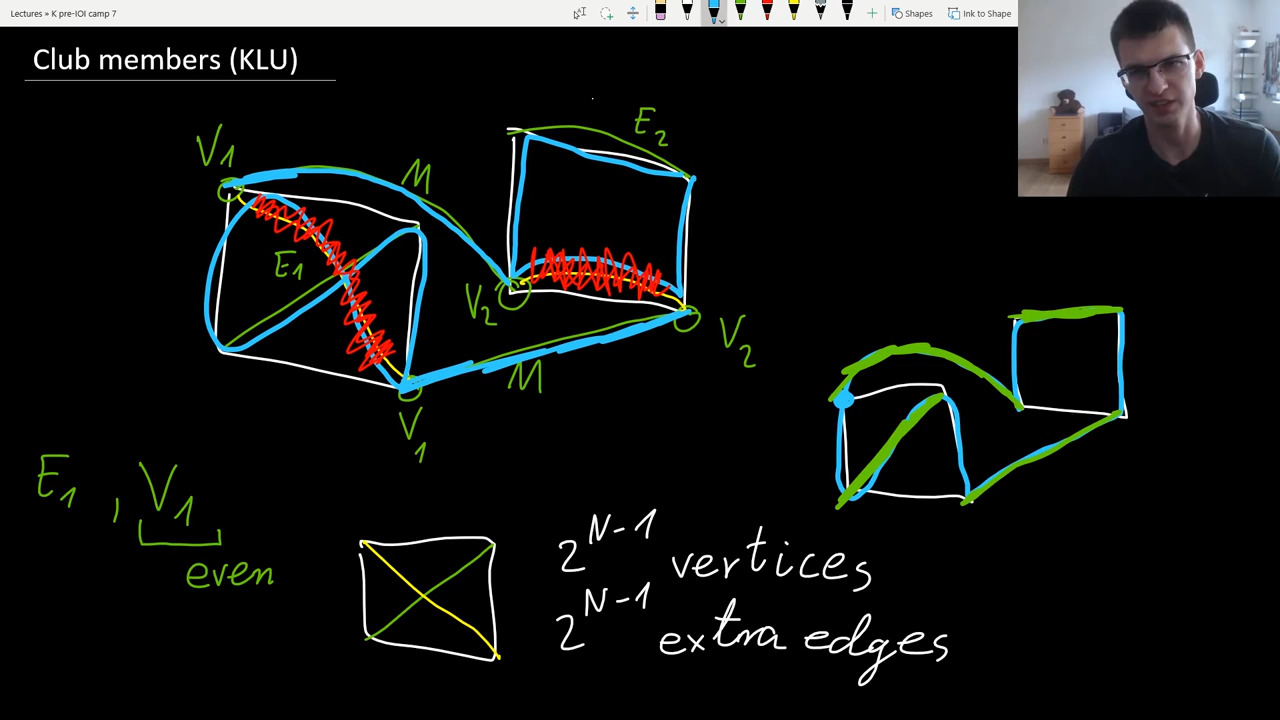 Lectures » K pre-IOI camp 7
Shapes
Ink to Shape
Club members (KLU)
V1
M
E2
E1
V2
V2
M
V1
E1 , V1
even
2^{N-1} vertices
2^{N-1} extra edges